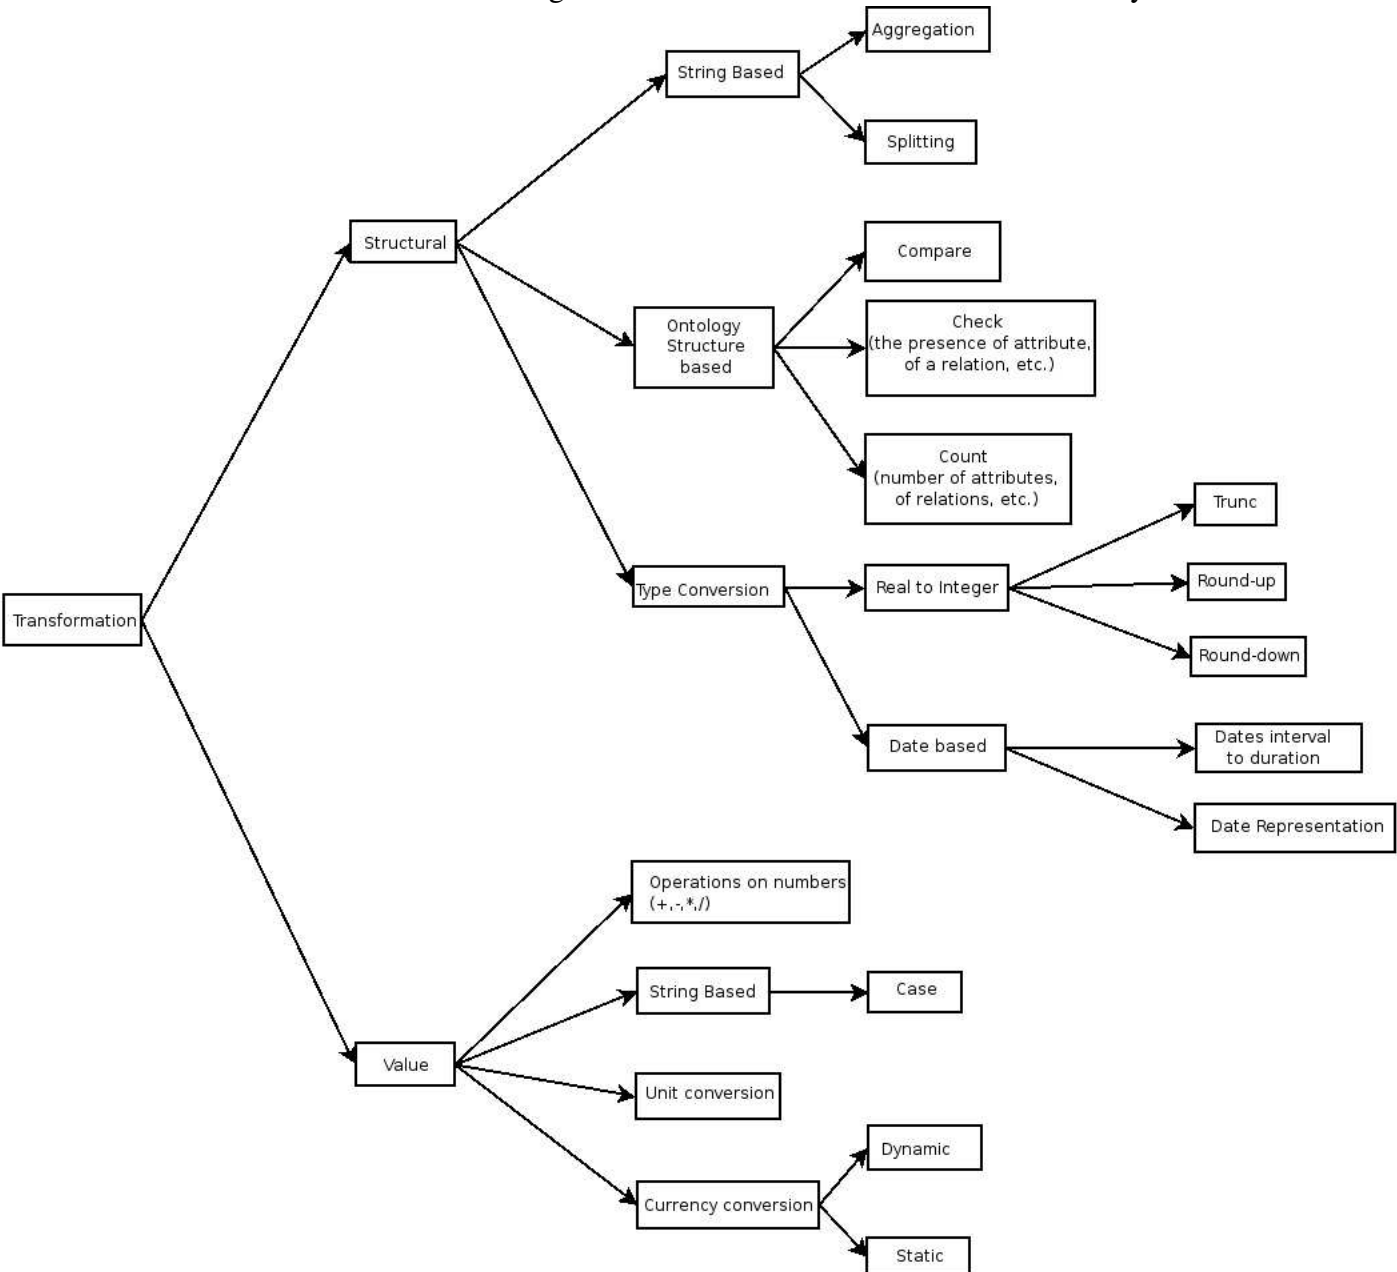 Aggregation
String Based
Splitting
Structural
Compare
Ontology
Structure
based
Check
(the presence of attribute,
of a relation, etc.)
Count
(number of attributes,
of relations, etc.)
Trunc
Type Conversion
Real to Integer
Round-up
Transformation
Round-down
Date based
Dates interval
to duration
Date Representation
Operations on numbers
(+,-,*,/)
String Based
Case
Value
Unit conversion
Dynamic
Currency conversion
Static